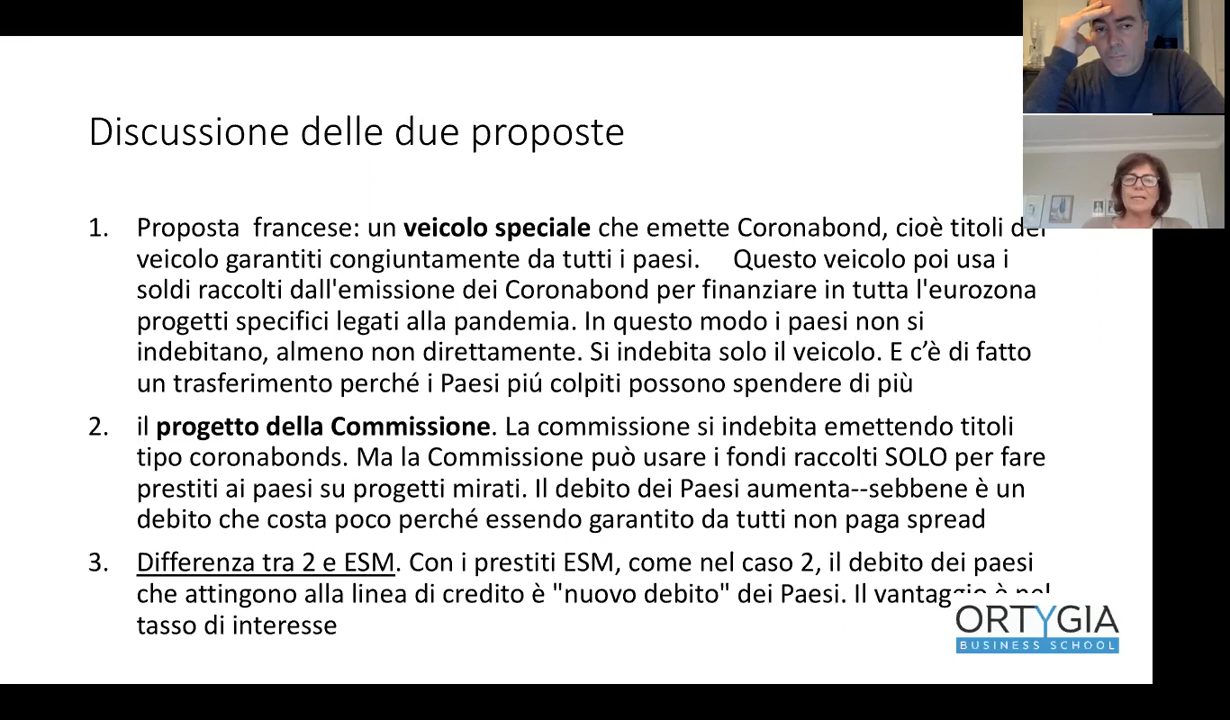 Discussione delle due proposte
1. Proposta  francese: un veicolo speciale che emette Coronabond, cioè titoli del
veicolo garantiti congiuntamente da tutti i paesi.     Questo veicolo poi usa i
soldi raccolti dall'emissione dei Coronabond per finanziare in tutta l'eurozona
progetti specifici legati alla pandemia. In questo modo i paesi non si
indebitano, almeno non direttamente. Si indebita solo il veicolo. E c’è di fatto
un trasferimento perché i Paesi piú colpiti possono spendere di più
2. il progetto della Commissione. La commissione si indebita emettendo titoli
tipo coronabonds. Ma la Commissione può usare i fondi raccolti SOLO per fare
prestiti ai paesi su progetti mirati. Il debito dei Paesi aumenta--sebbene è un
debito che costa poco perché essendo garantito da tutti non paga spread
3. Differenza tra 2 e ESM. Con i prestiti ESM, come nel caso 2, il debito dei paesi
che attingono alla linea di credito è "nuovo debito" dei Paesi. Il vantaggio è nel
tasso di interesse
ORTYGIA
BUSINESS SCHOOL